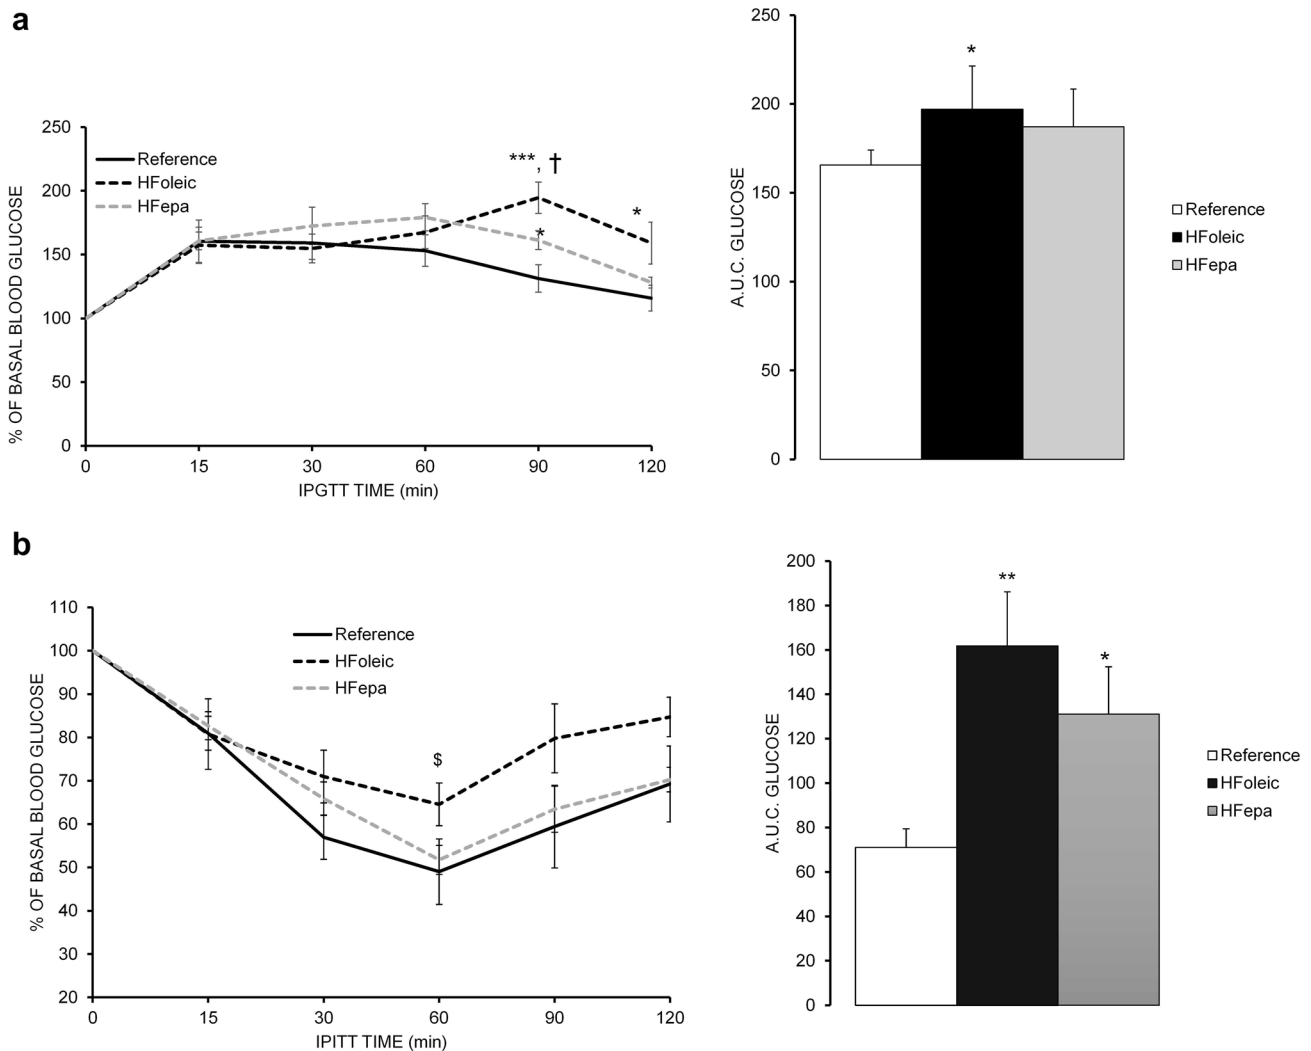 a
250
200
150
100
50
0
% OF BASAL BLOOD GLUCOSE
Reference
HFoleic
HFepa
***, †
*
*
0 15 30 60 90 120
IPGTT TIME (min)
250
200
150
100
50
0
A.U.C. GLUCOSE
*
Reference
HFoleic
HFepa
b
110
100
90
80
70
60
50
40
30
20
% OF BASAL BLOOD GLUCOSE
Reference
HFoleic
HFepa
$
0 15 30 60 90 120
IPITT TIME (min)
200
180
160
140
120
100
80
60
40
20
0
A.U.C. GLUCOSE
**
*
Reference
HFoleic
HFepa